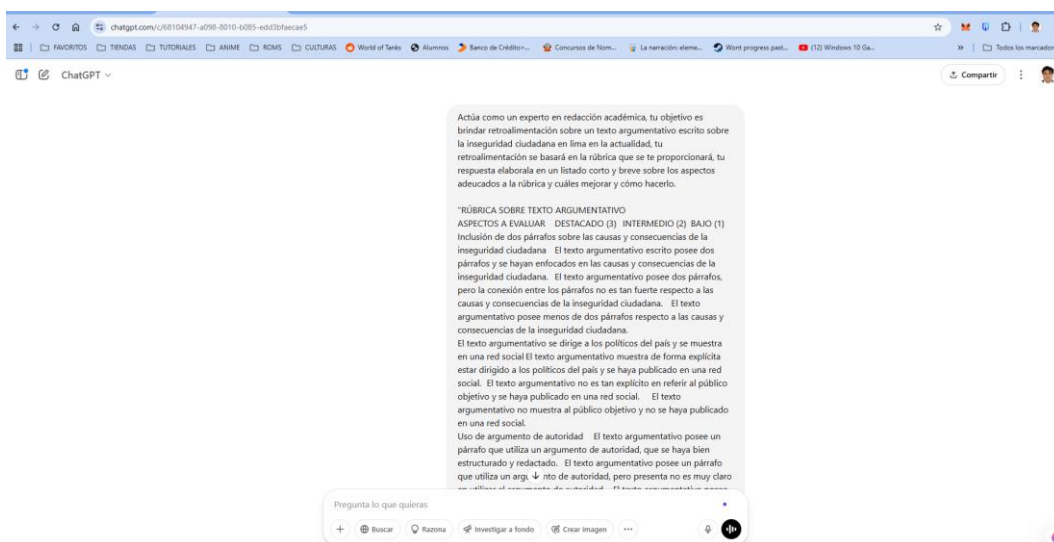 chatgpt.com/c/68104947-a098-8010-b085-edd3bfaecae5
FAVORITOS TIENDAS TUTORIALES ANIME ROMS CULTURAS World of Tanks Alumnos Banco de Crédito>... Concursos de Nom... La narración: eleme... Wont progress past... (12) Windows 10 Ga... » Todos los marcador
ChatGPT Compartir
Actúa como un experto en redacción académica, tu objetivo es
brindar retroalimentación sobre un texto argumentativo escrito sobre
la inseguridad ciudadana en lima en la actualidad, tu
retroalimentación se basará en la rúbrica que se te proporcionará, tu
respuesta elaborala en un listado corto y breve sobre los aspectos
adeucados a la rúbrica y cuáles mejorar y cómo hacerlo.
"RÚBRICA SOBRE TEXTO ARGUMENTATIVO
ASPECTOS A EVALUAR DESTACADO (3) INTERMEDIO (2) BAJO (1)
Inclusión de dos párrafos sobre las causas y consecuencias de la
inseguridad ciudadana El texto argumentativo escrito posee dos
párrafos y se hayan enfocados en las causas y consecuencias de la
inseguridad ciudadana. El texto argumentativo posee dos párrafos,
pero la conexión entre los párrafos no es tan fuerte respecto a las
causas y consecuencias de la inseguridad ciudadana. El texto
argumentativo posee menos de dos párrafos respecto a las causas y
consecuencias de la inseguridad ciudadana.
El texto argumentativo se dirige a los políticos del país y se muestra
en una red social El texto argumentativo muestra de forma explícita
estar dirigido a los políticos del país y se haya publicado en una red
social. El texto argumentativo no es tan explícito en referir al público
objetivo y se haya publicado en una red social. El texto
argumentativo no muestra al público objetivo y no se haya publicado
en una red social.
Uso de argumento de autoridad El texto argumentativo posee un
párrafo que utiliza un argumento de autoridad, que se haya bien
estructurado y redactado. El texto argumentativo posee un párrafo
que utiliza un argu nto de autoridad, pero presenta no es muy claro
Pregunta lo que quieras
Buscar Razona Investigar a fondo Crear imagen